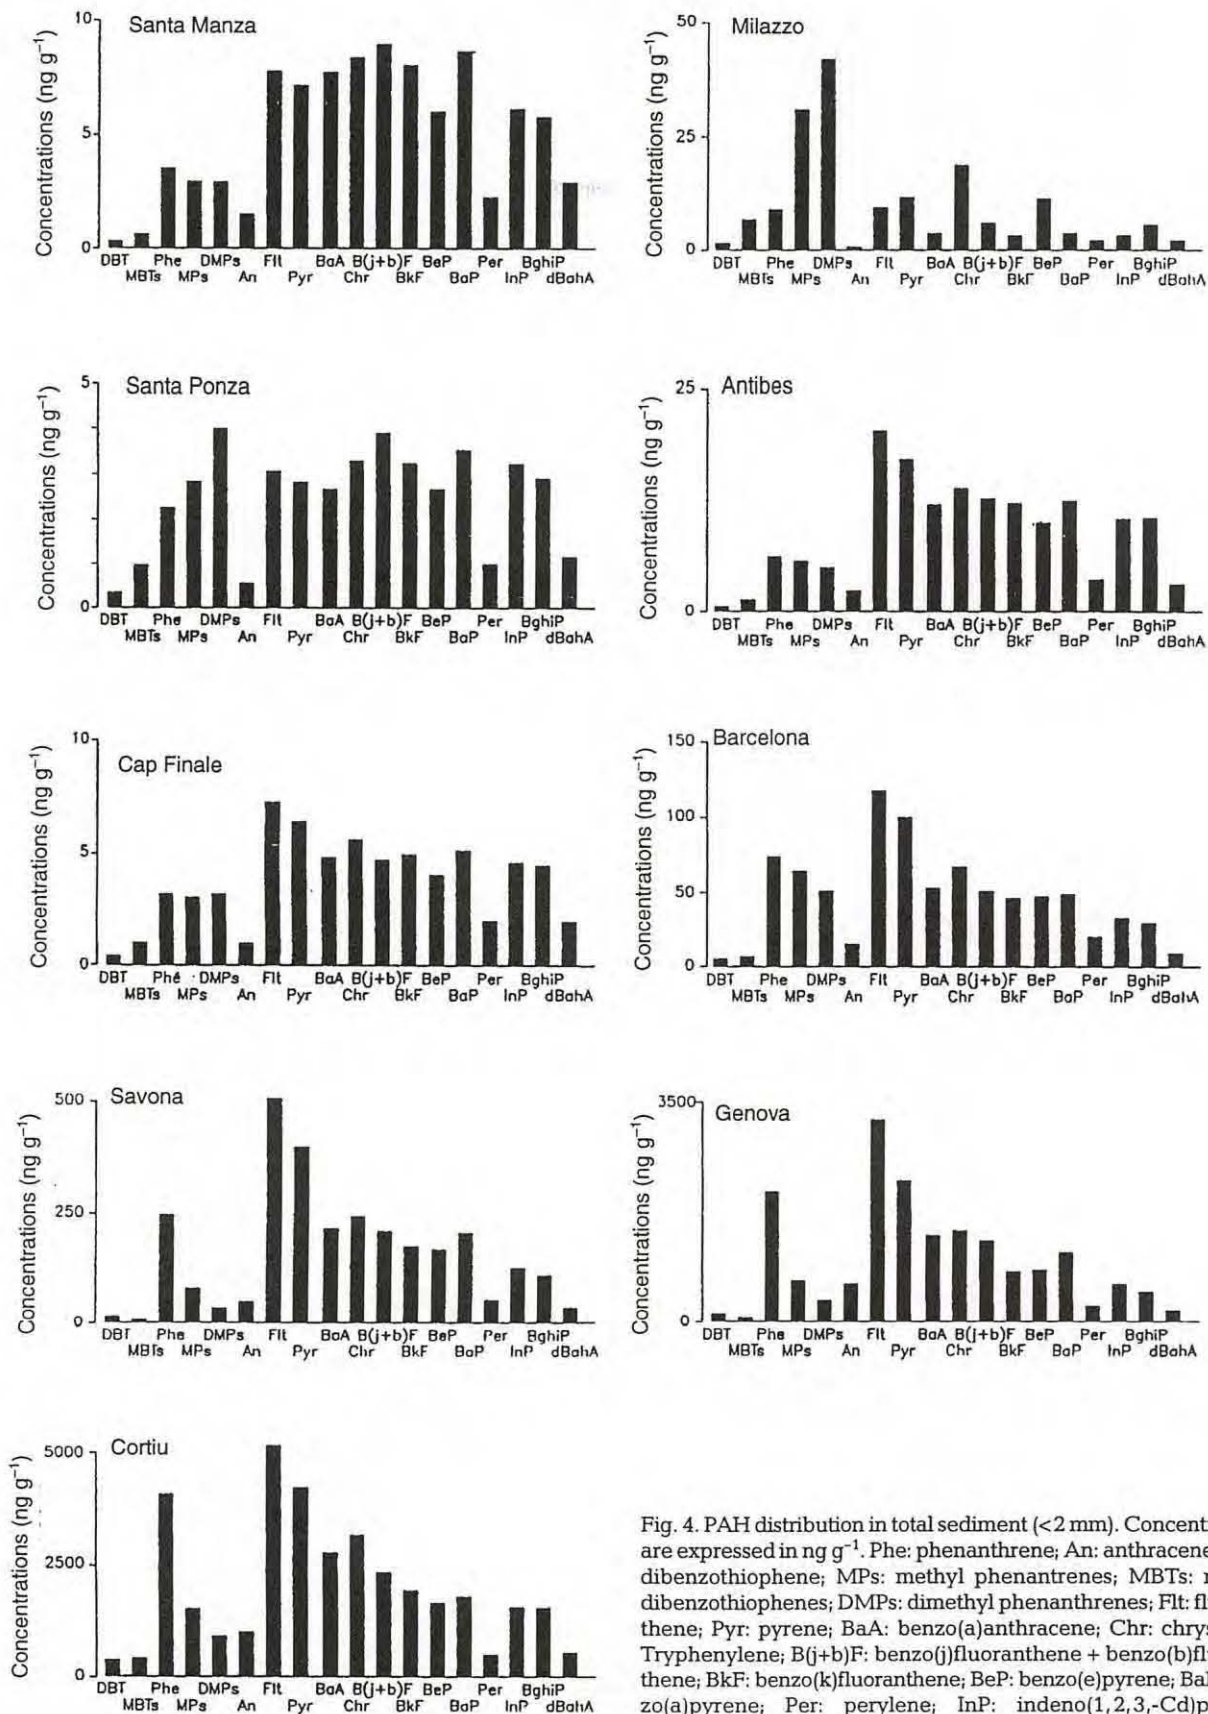 Santa Manza
Concentrations (ng g⁻¹)
10
5
0
DBT Phe DMPs Flt BaA B(j+b)F BeP Per BghiP
MBTs MPs An Pyr Chr BkF BaP InP dBahA
Milazzo
Concentrations (ng g⁻¹)
50
25
0
DBT Phe DMPs Flt BaA B(j+b)F BeP Per BghiP
MBTs MPs An Pyr Chr BkF BaP InP dBahA
Santa Ponza
Concentrations (ng g⁻¹)
5
0
DBT Phe DMPs Flt BaA B(j+b)F BeP Per BghiP
MBTs MPs An Pyr Chr BkF BaP InP dBahA
Antibes
Concentrations (ng g⁻¹)
25
0
DBT Phe DMPs Flt BaA B(j+b)F BeP Per BghiP
MBTs MPs An Pyr Chr BkF BaP InP dBahA
Cap Finale
Concentrations (ng g⁻¹)
10
5
0
DBT Phe DMPs Flt BaA B(j+b)F BeP Per BghiP
MBTs MPs An Pyr Chr BkF BaP InP dBahA
Barcelona
Concentrations (ng g⁻¹)
150
100
50
0
DBT Phe DMPs Flt BaA B(j+b)F BeP Per BghiP
MBTs MPs An Pyr Chr BkF BaP InP dBahA
Savona
Concentrations (ng g⁻¹)
500
250
0
DBT Phe DMPs Flt BaA B(j+b)F BeP Per BghiP
MBTs MPs An Pyr Chr BkF BaP InP dBahA
Genova
Concentrations (ng g⁻¹)
3500
0
DBT Phe DMPs Flt BaA B(j+b)F BeP Per BghiP
MBTs MPs An Pyr Chr BkF BaP InP dBahA
Cortiu
Concentrations (ng g⁻¹)
5000
2500
0
DBT Phe DMPs Flt BaA B(j+b)F BeP Per BghiP
MBTs MPs An Pyr Chr BkF BaP InP dBahA
Fig. 4. PAH distribution in total sediment (<2 mm). Concent
are expressed in ng g⁻¹. Phe: phenanthrene; An: anthracene
dibenzothiophene; MPs: methyl phenantrenes; MBTs: 
dibenzothiophenes; DMPs: dimethyl phenanthrenes; Flt: fl
thene; Pyr: pyrene; BaA: benzo(a)anthracene; Chr: chrys
Tryphenylene; B(j+b)F: benzo(j)fluoranthene + benzo(b)fl
thene; BkF: benzo(k)fluoranthene; BeP: benzo(e)pyrene; Ba
zo(a)pyrene; Per: perylene; InP: indeno(1,2,3,-Cd)p